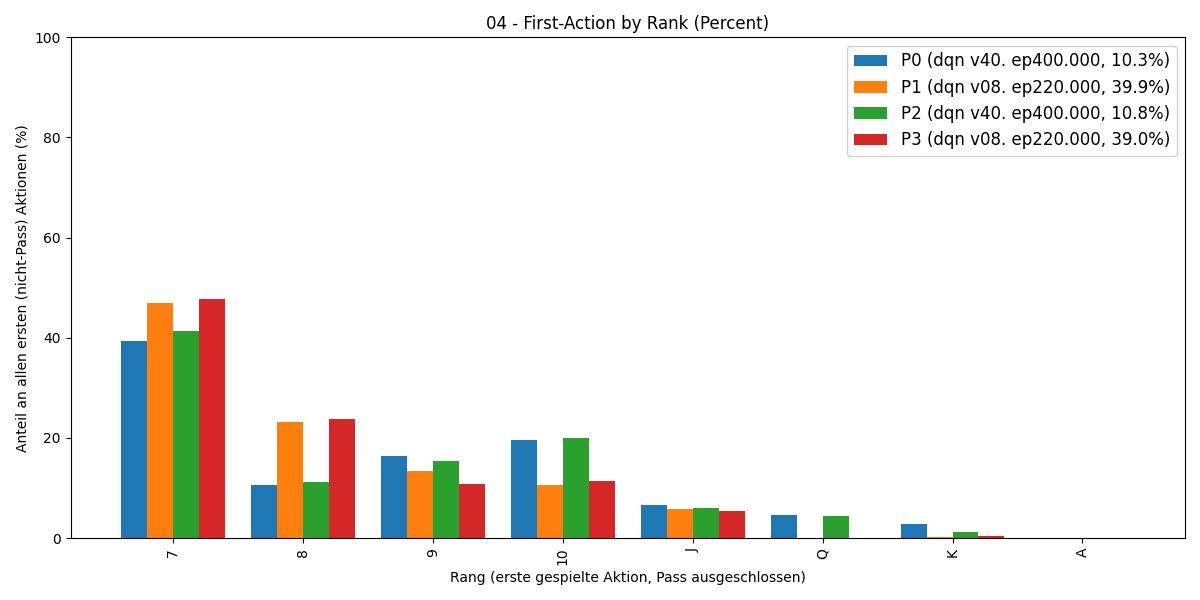 04 - First-Action by Rank (Percent)
Anteil an allen ersten (nicht-Pass) Aktionen (%)
100
80
60
40
20
0
P0 (dqn v40. ep400.000, 10.3%)
P1 (dqn v08. ep220.000, 39.9%)
P2 (dqn v40. ep400.000, 10.8%)
P3 (dqn v08. ep220.000, 39.0%)
7
8
9
10
J
Q
K
A
Rang (erste gespielte Aktion, Pass ausgeschlossen)